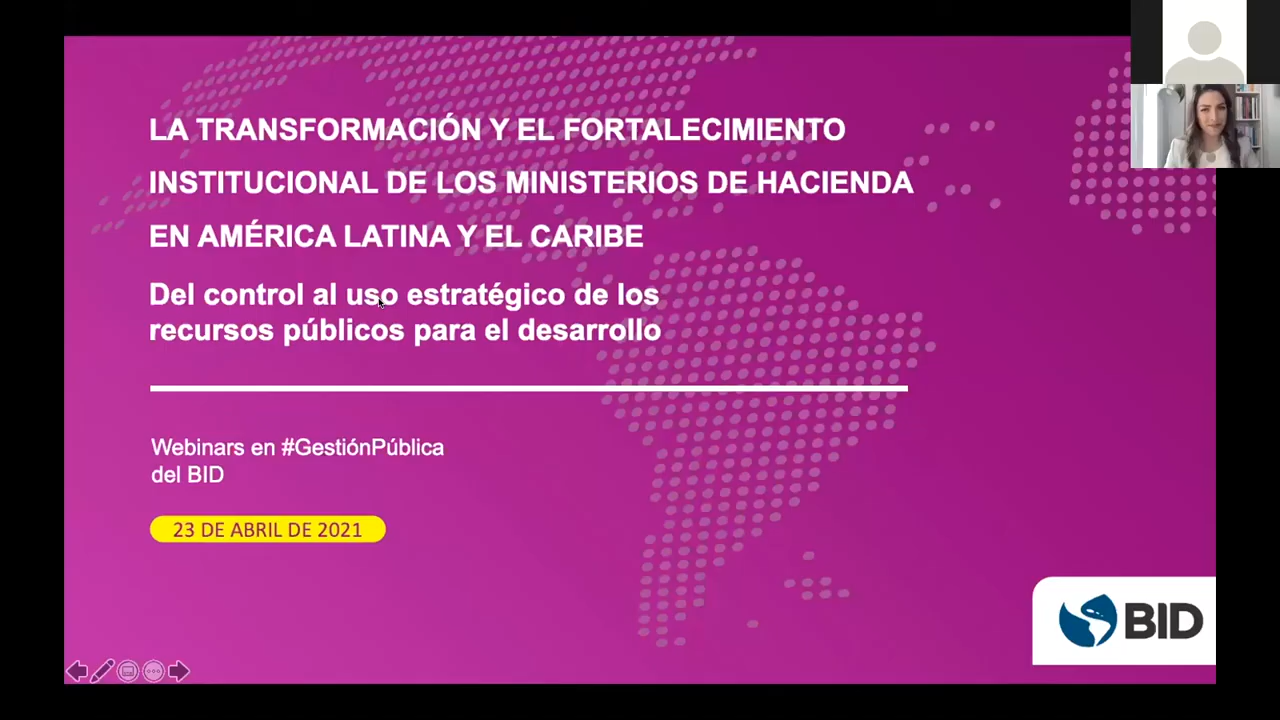 LA TRANSFORMACIÓN Y EL FORTALECIMIENTO
INSTITUCIONAL DE LOS MINISTERIOS DE HACIENDA
EN AMÉRICA LATINA Y EL CARIBE
Del control al uso estratégico de los
recursos públicos para el desarrollo
Webinars en #GestiónPública
del BID
23 DE ABRIL DE 2021
BID